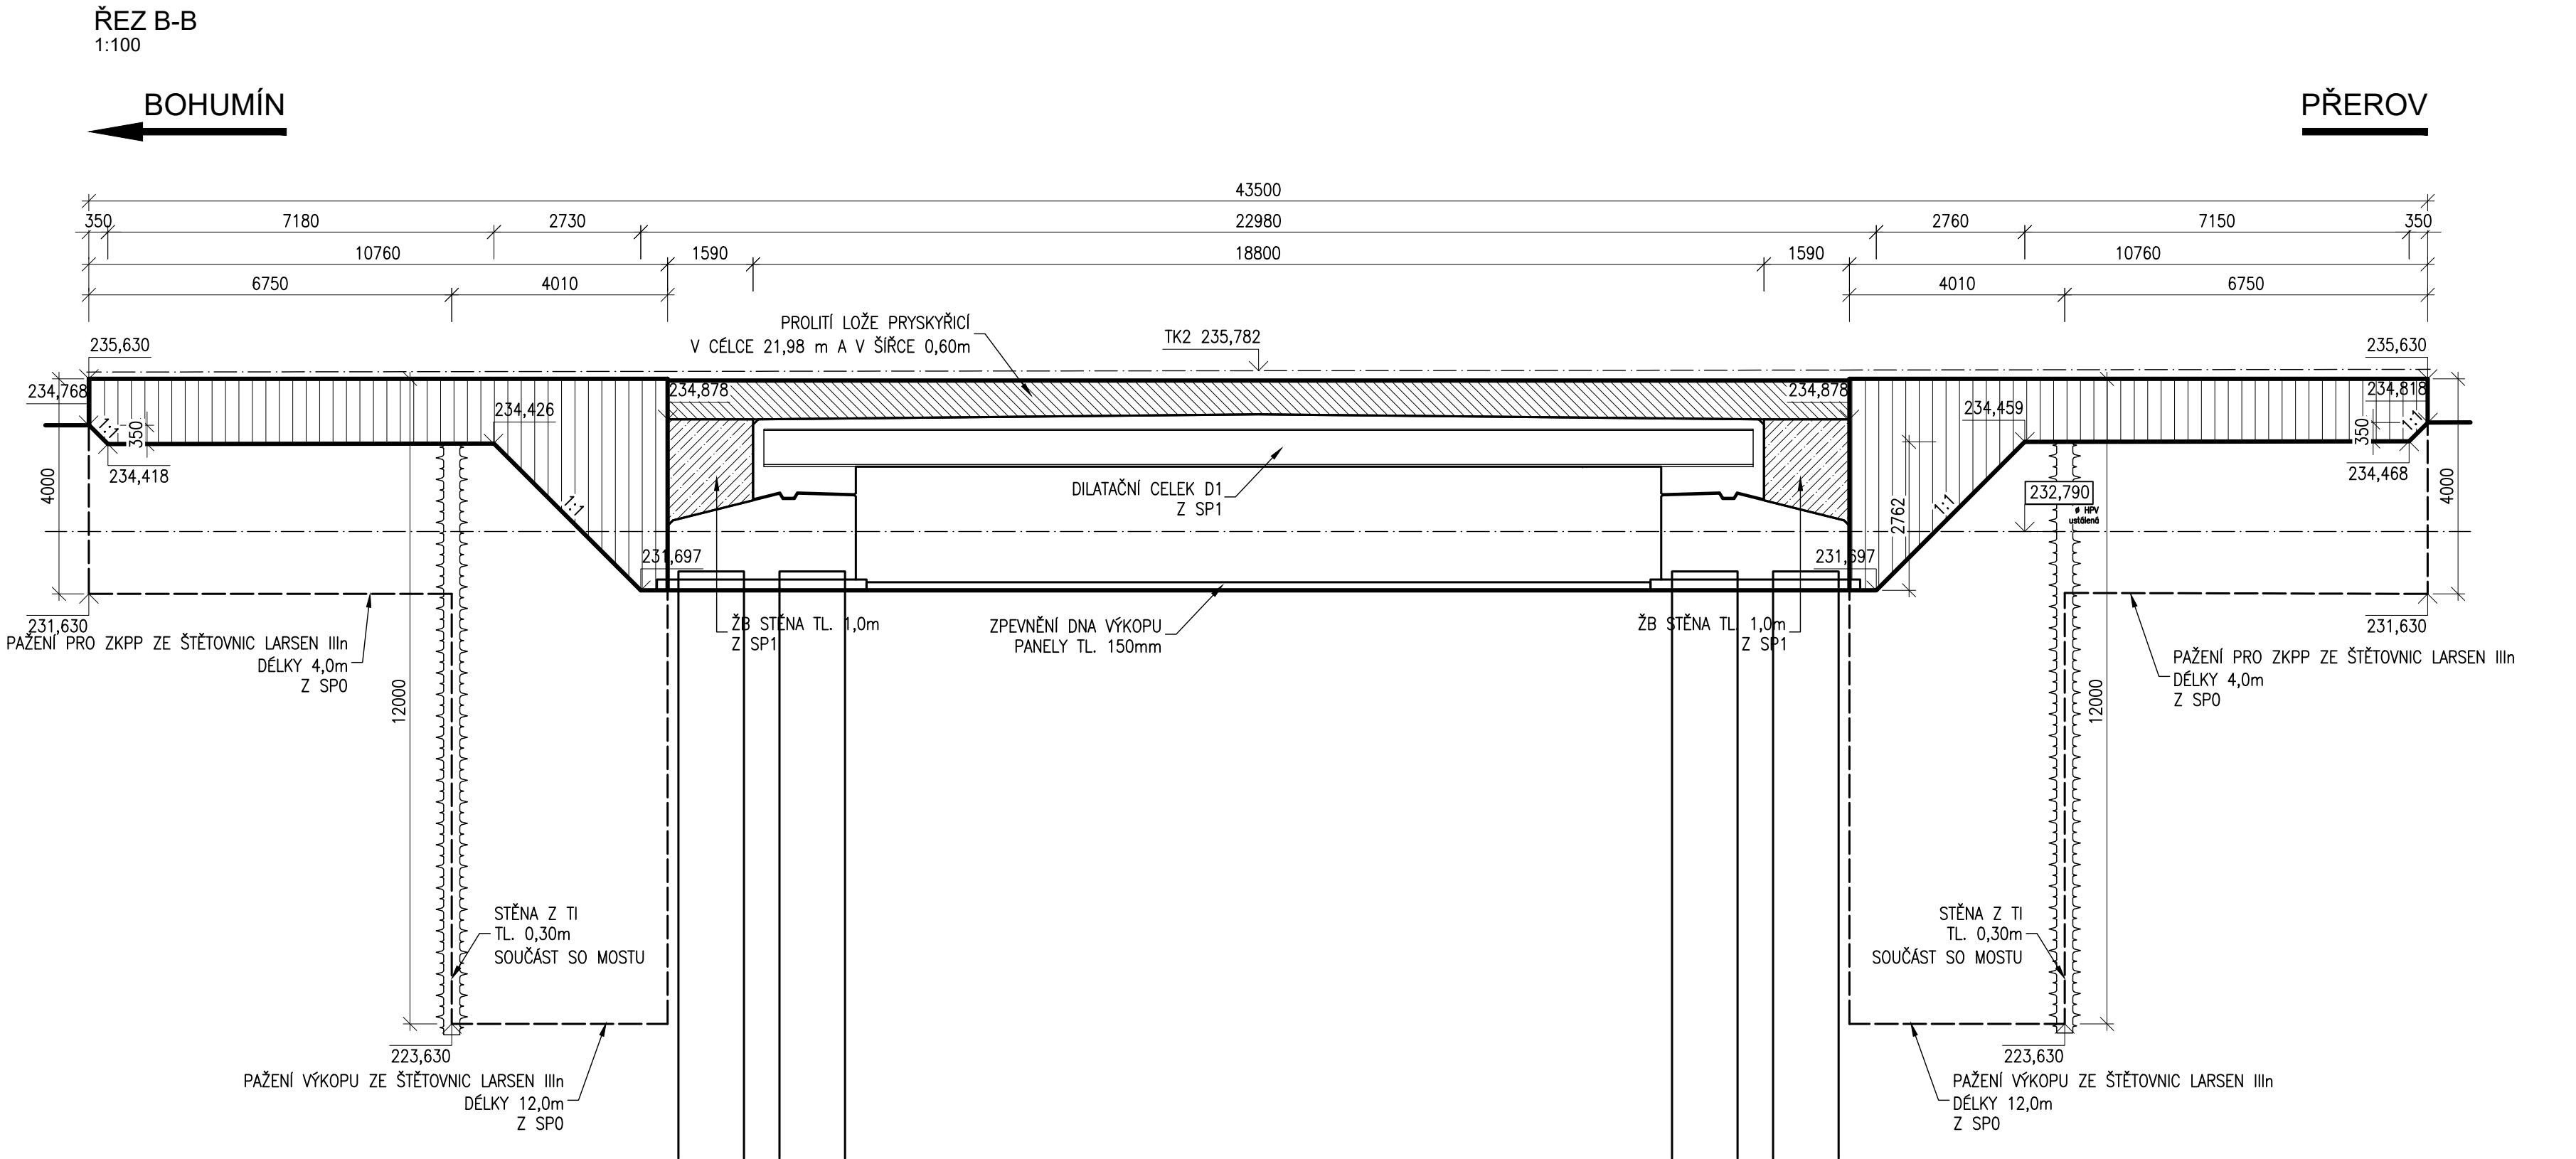 ŘEZ B-B
1:100
BOHUMÍN
PŘEROV
43500
350
7180
2730
22980
2760
7150
350
10760
1590
18800
1590
10760
6750
4010
4010
6750
PROLITÍ LOŽE PRYSKYŘICÍ
V CÉLCE 21,98 m A V ŠÍŘCE 0,60m
TK2 235,782
235,630
235,630
234,768
234,878
234,878
234,818
1:1
350
234,426
234,459
350
1:1
234,418
234,468
4000
4000
1:1
1:1
DILATAČNÍ CELEK D1
Z SP1
232,790
ø HPV
ustálená
2762
231,697
231,697
231,630
231,630
PAŽENÍ PRO ZKPP ZE ŠTĚTOVNIC LARSEN IIIn
DÉLKY 4,0m
Z SP0
ŽB STĚNA TL. 1,0m
Z SP1
ZPEVNĚNÍ DNA VÝKOPU
PANELY TL. 150mm
ŽB STĚNA TL. 1,0m
Z SP1
PAŽENÍ PRO ZKPP ZE ŠTĚTOVNIC LARSEN IIIn
DÉLKY 4,0m
Z SP0
12000
12000
STĚNA Z TI
TL. 0,30m
SOUČÁST SO MOSTU
STĚNA Z TI
TL. 0,30m
SOUČÁST SO MOSTU
223,630
223,630
PAŽENÍ VÝKOPU ZE ŠTĚTOVNIC LARSEN IIIn
DÉLKY 12,0m
Z SP0
PAŽENÍ VÝKOPU ZE ŠTĚTOVNIC LARSEN IIIn
DÉLKY 12,0m
Z SP0